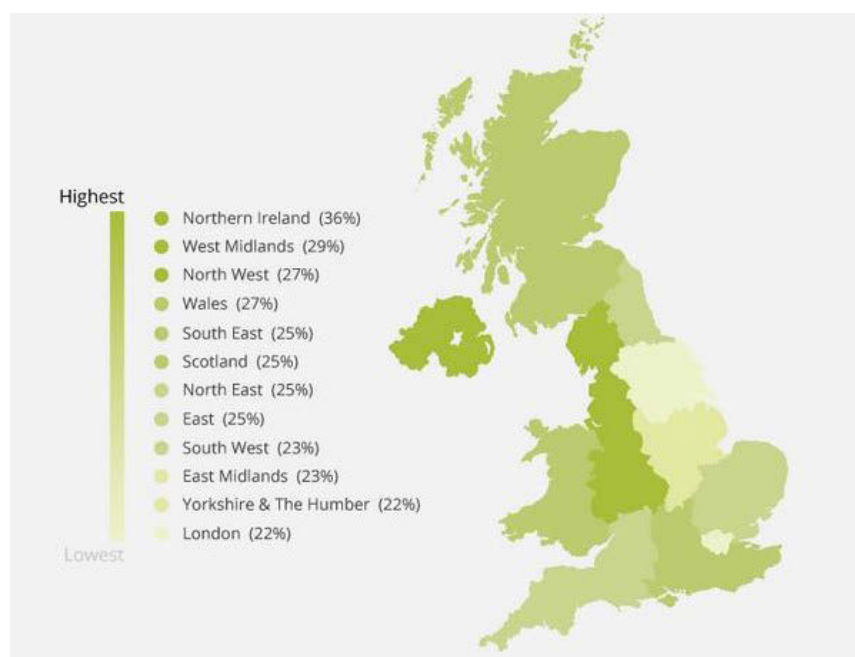 Highest
Northern Ireland (36%)
West Midlands (29%)
North West (27%)
Wales (27%)
South East (25%)
Scotland (25%)
North East (25%)
East (25%)
South West (23%)
East Midlands (23%)
Yorkshire & The Humber (22%)
London (22%)
Lowest